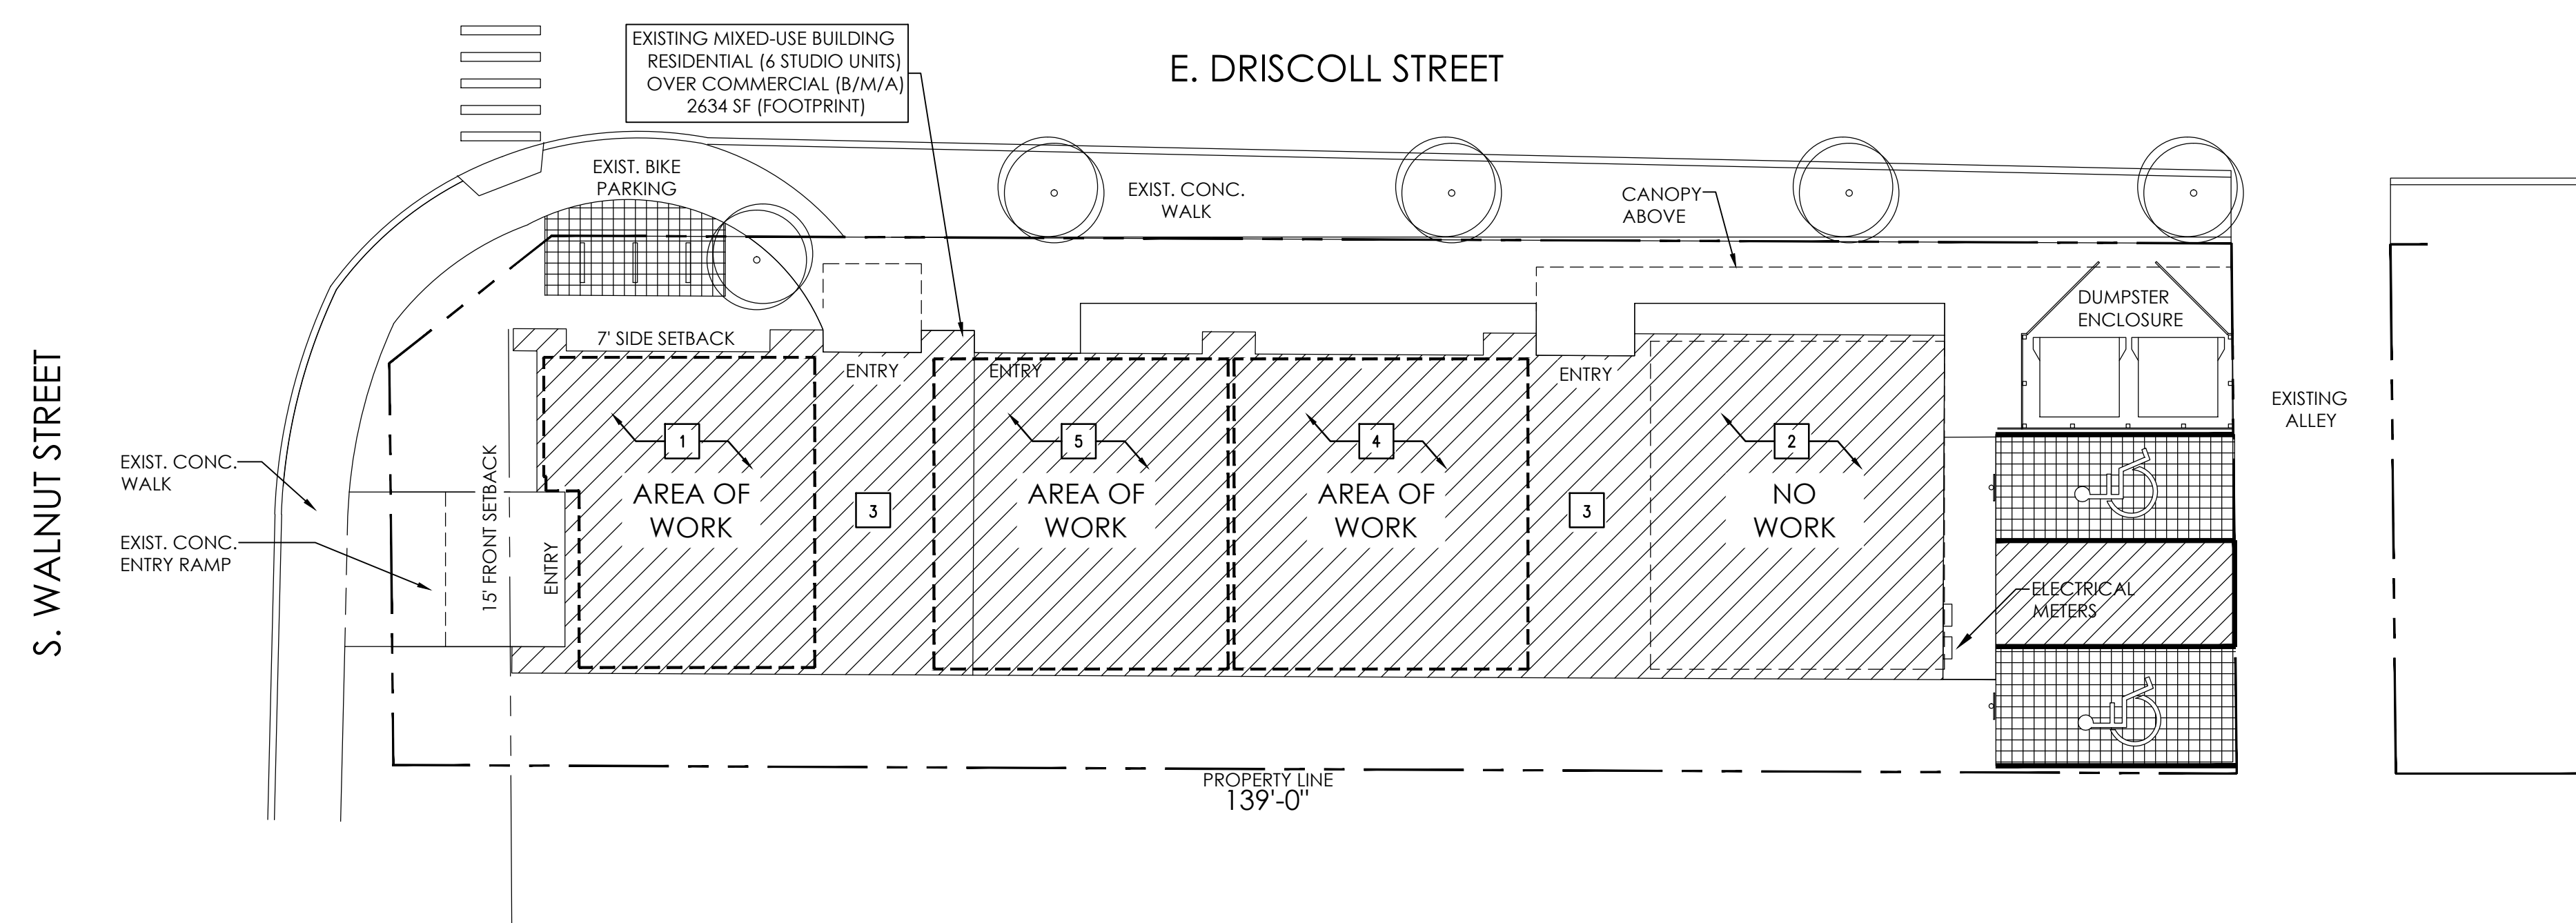 EXISTING MIXED-USE BUILDING
RESIDENTIAL (6 STUDIO UNITS)
OVER COMMERCIAL (B/M/A)
2634 SF (FOOTPRINT)
E. DRISCOLL STREET
EXIST. BIKE
PARKING
EXIST. CONC.
WALK
CANOPY
ABOVE
DUMPSTER
ENCLOSURE
7' SIDE SETBACK
ENTRY
ENTRY
ENTRY
EXISTING
ALLEY
S. WALNUT STREET
EXIST. CONC.
WALK
EXIST. CONC.
ENTRY RAMP
15' FRONT SETBACK
ENTRY
1
AREA OF
WORK
3
5
AREA OF
WORK
4
AREA OF
WORK
3
2
NO
WORK
ELECTRICAL
METERS
PROPERTY LINE
139'-0"